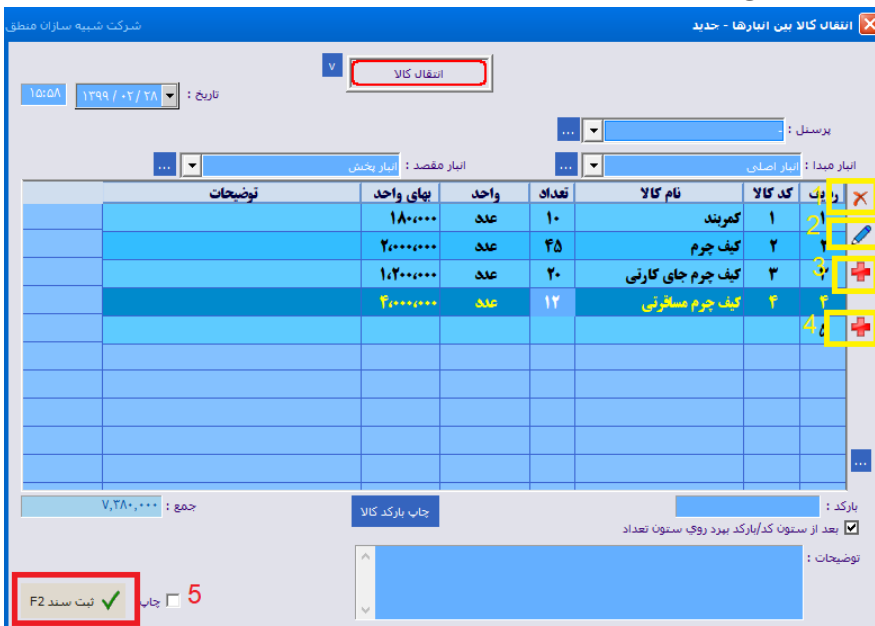 انتقال کالا بین انبارها - جدید
شرکت شبیه سازان منطق
انتقال کالا
v
تاریخ : ۱۳۹۹ / ۰۲ / ۲۸
۱۵:۵۸
پرسنل : -
...
انبار مبدا : انبار اصلی
...
انبار مقصد : انبار پخش
...
ردیف کد کالا نام کالا تعداد واحد بهای واحد توضیحات
1
۱ ۱ کمربند ۱۰ عدد ۱۸۰,۰۰۰
2
۲ ۲ کیف چرم ۴۵ عدد ۲,۰۰۰,۰۰۰
3
۳ ۳ کیف چرم جای کارتی ۲۰ عدد ۱,۲۰۰,۰۰۰
۴ ۴ کیف چرم مسافرتی ۱۲ عدد ۴,۰۰۰,۰۰۰
4
۵
...
بارکد :
چاپ بارکد کالا
جمع : ۷,۳۸۰,۰۰۰
بعد از ستون کد/بارکد بپرد روي ستون تعداد
توضیحات :
5
چاپ
ثبت سند F2